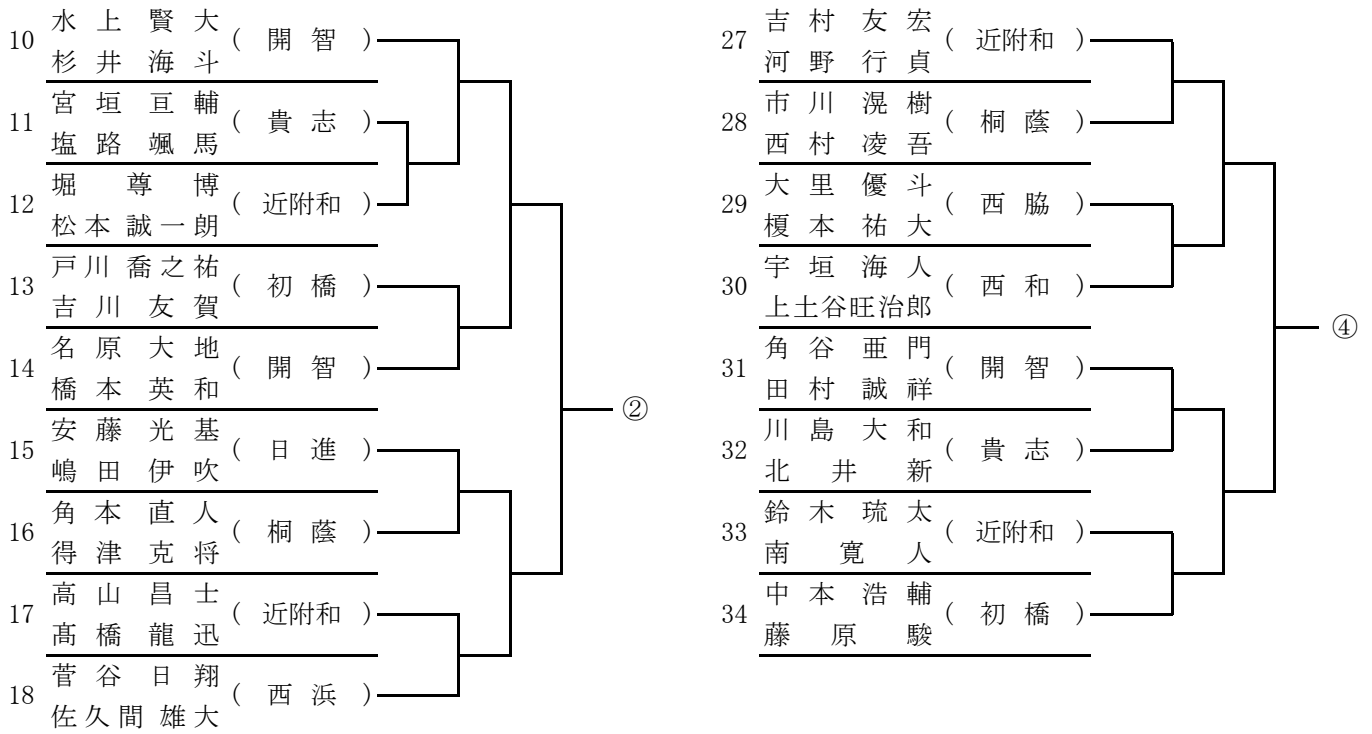 10 水上賢大 (開智)
杉井海斗
11 宮垣亘輔 (貴志)
塩路颯馬
12 堀尊博 (近附和)
松本誠一朗
13 戸川喬之祐 (初橋)
吉川友賀
14 名原大地 (開智)
橋本英和
15 安藤光基 (日進)
嶋田伊吹
16 角本直人 (桐蔭)
得津克将
17 高山昌士 (近附和)
髙橋龍迅
18 菅谷日翔 (西浜)
佐久間雄大
②
27 吉村友宏 (近附和)
河野行貞
28 市川滉樹 (桐蔭)
西村凌吾
29 大里優斗 (西脇)
榎本祐大
30 宇垣海人 (西和)
上土谷旺治郎
31 角谷亜門 (開智)
田村誠祥
32 川島大和 (貴志)
北井新
33 鈴木琉太 (近附和)
南寛人
34 中本浩輔 (初橋)
藤原駿
④